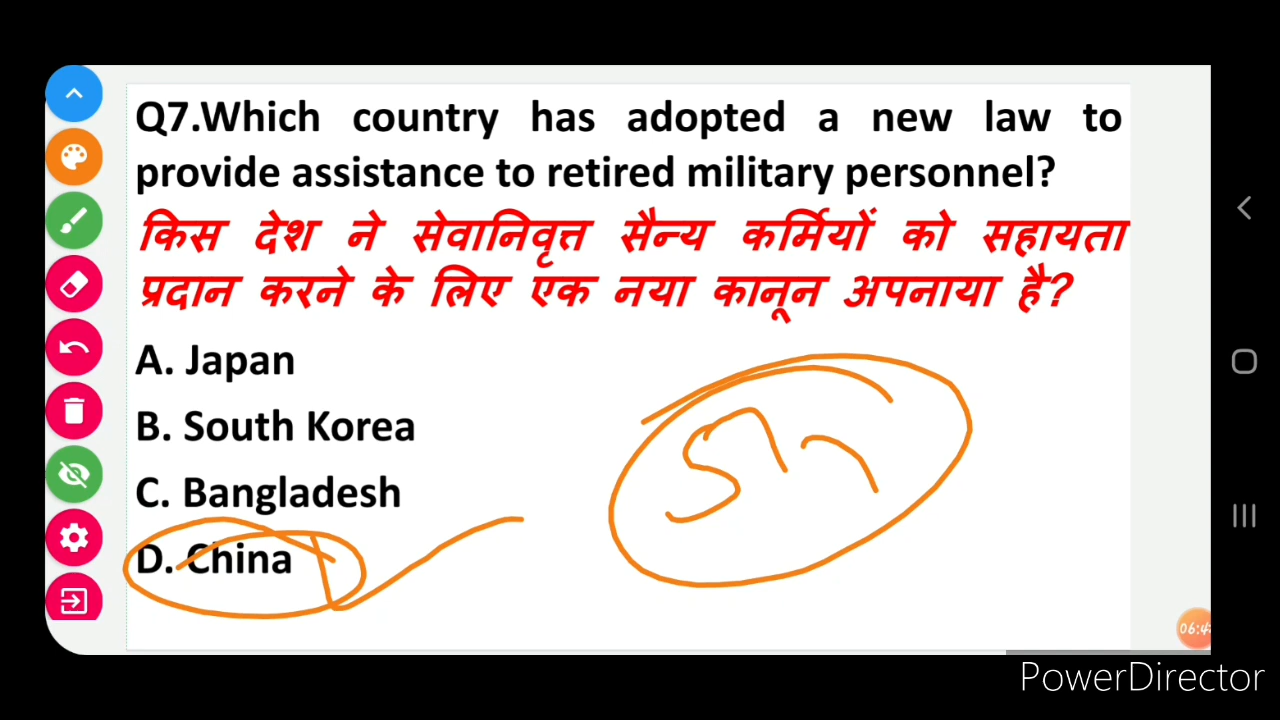 Q7.Which country has adopted a new law to
provide assistance to retired military personnel?
किस देश ने सेवानिवृत्त सैन्य कर्मियों को सहायता
प्रदान करने के लिए एक नया कानून अपनाया है?
A. Japan
B. South Korea
C. Bangladesh
D. China
PowerDirector